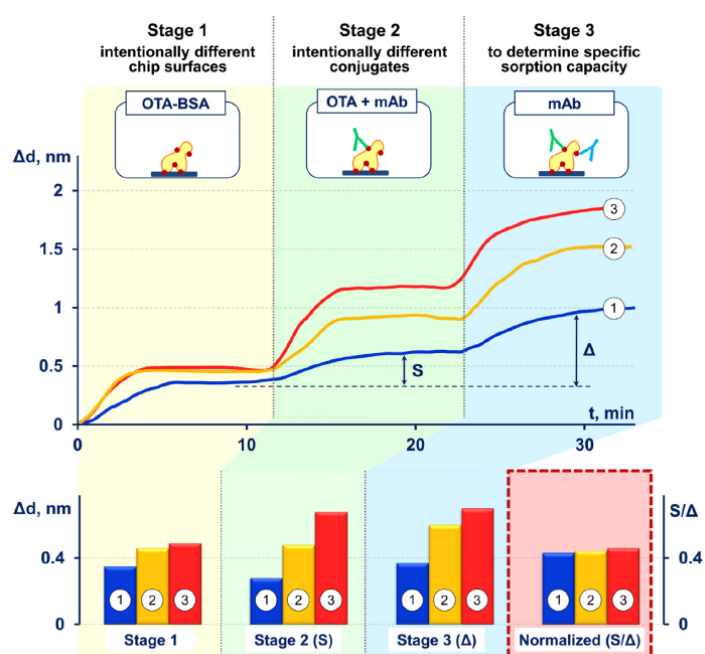 Stage 1
intentionally different
chip surfaces
Stage 2
intentionally different
conjugates
Stage 3
to determine specific
sorption capacity
OTA-BSA
OTA + mAb
mAb
Δd, nm
2
1.5
1
0.5
0
3
2
1
S
Δ
t, min
0
10
20
30
Δd, nm
0.4
0
S/Δ
0.4
0
1 2 3
1 2 3
1 2 3
1 2 3
Stage 1
Stage 2 (S)
Stage 3 (Δ)
Normalized (S/Δ)